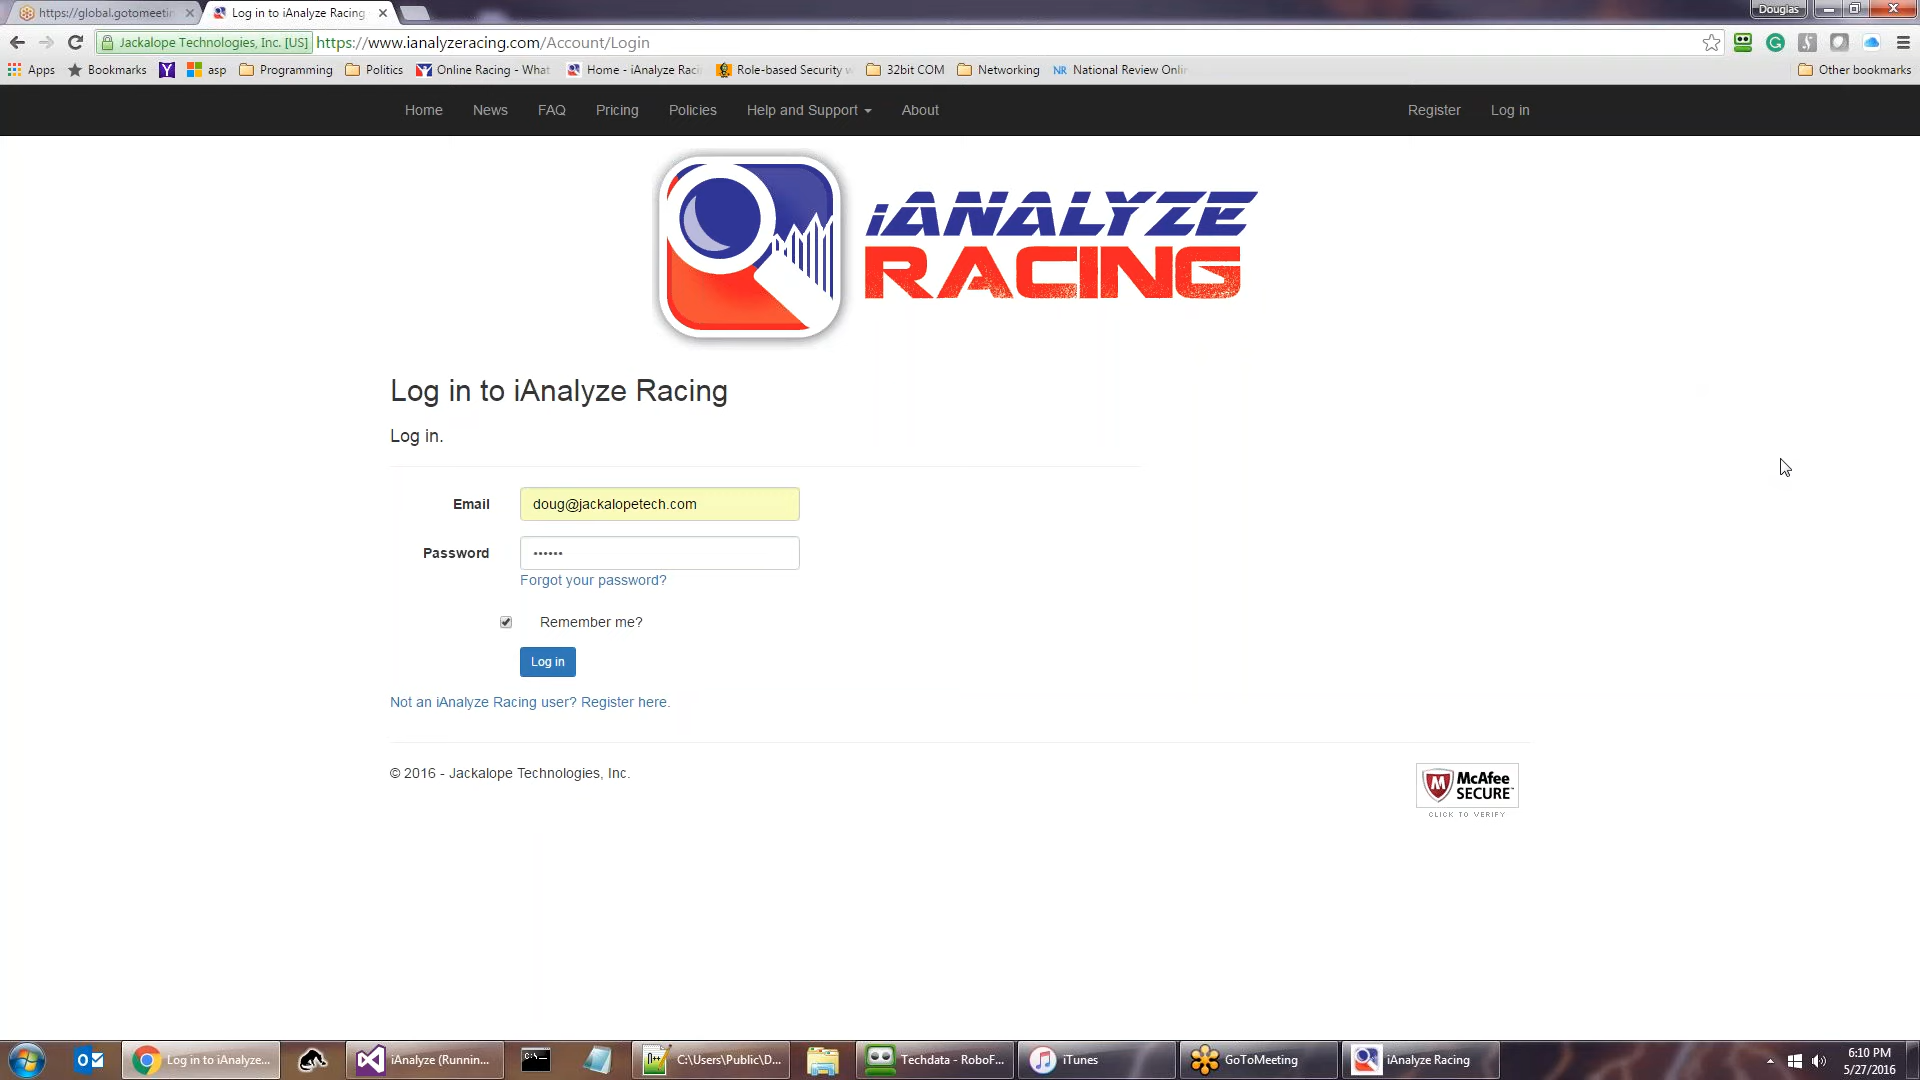 https://global.gotomeetin
Log in to iAnalyze Racing
Douglas
Jackalope Technologies, Inc. [US]
https://www.ianalyzeracing.com/Account/Login
Apps
Bookmarks
asp
Programming
Politics
Online Racing - What
Home - iAnalyze Raci
Role-based Security w
32bit COM
Networking
NR
National Review Onlin
Other bookmarks
Home
News
FAQ
Pricing
Policies
Help and Support
About
Register
Log in
iANALYZE
RACING
Log in to iAnalyze Racing
Log in.
Email
doug@jackalopetech.com
Password
••••••
Forgot your password?
Remember me?
Log in
Not an iAnalyze Racing user? Register here.
© 2016 - Jackalope Technologies, Inc.
McAfee
SECURE™
CLICK TO VERIFY
Log in to iAnalyze...
iAnalyze (Runnin...
C:\Users\Public\D...
Techdata - RoboF...
iTunes
GoToMeeting
iAnalyze Racing
6:10 PM
5/27/2016